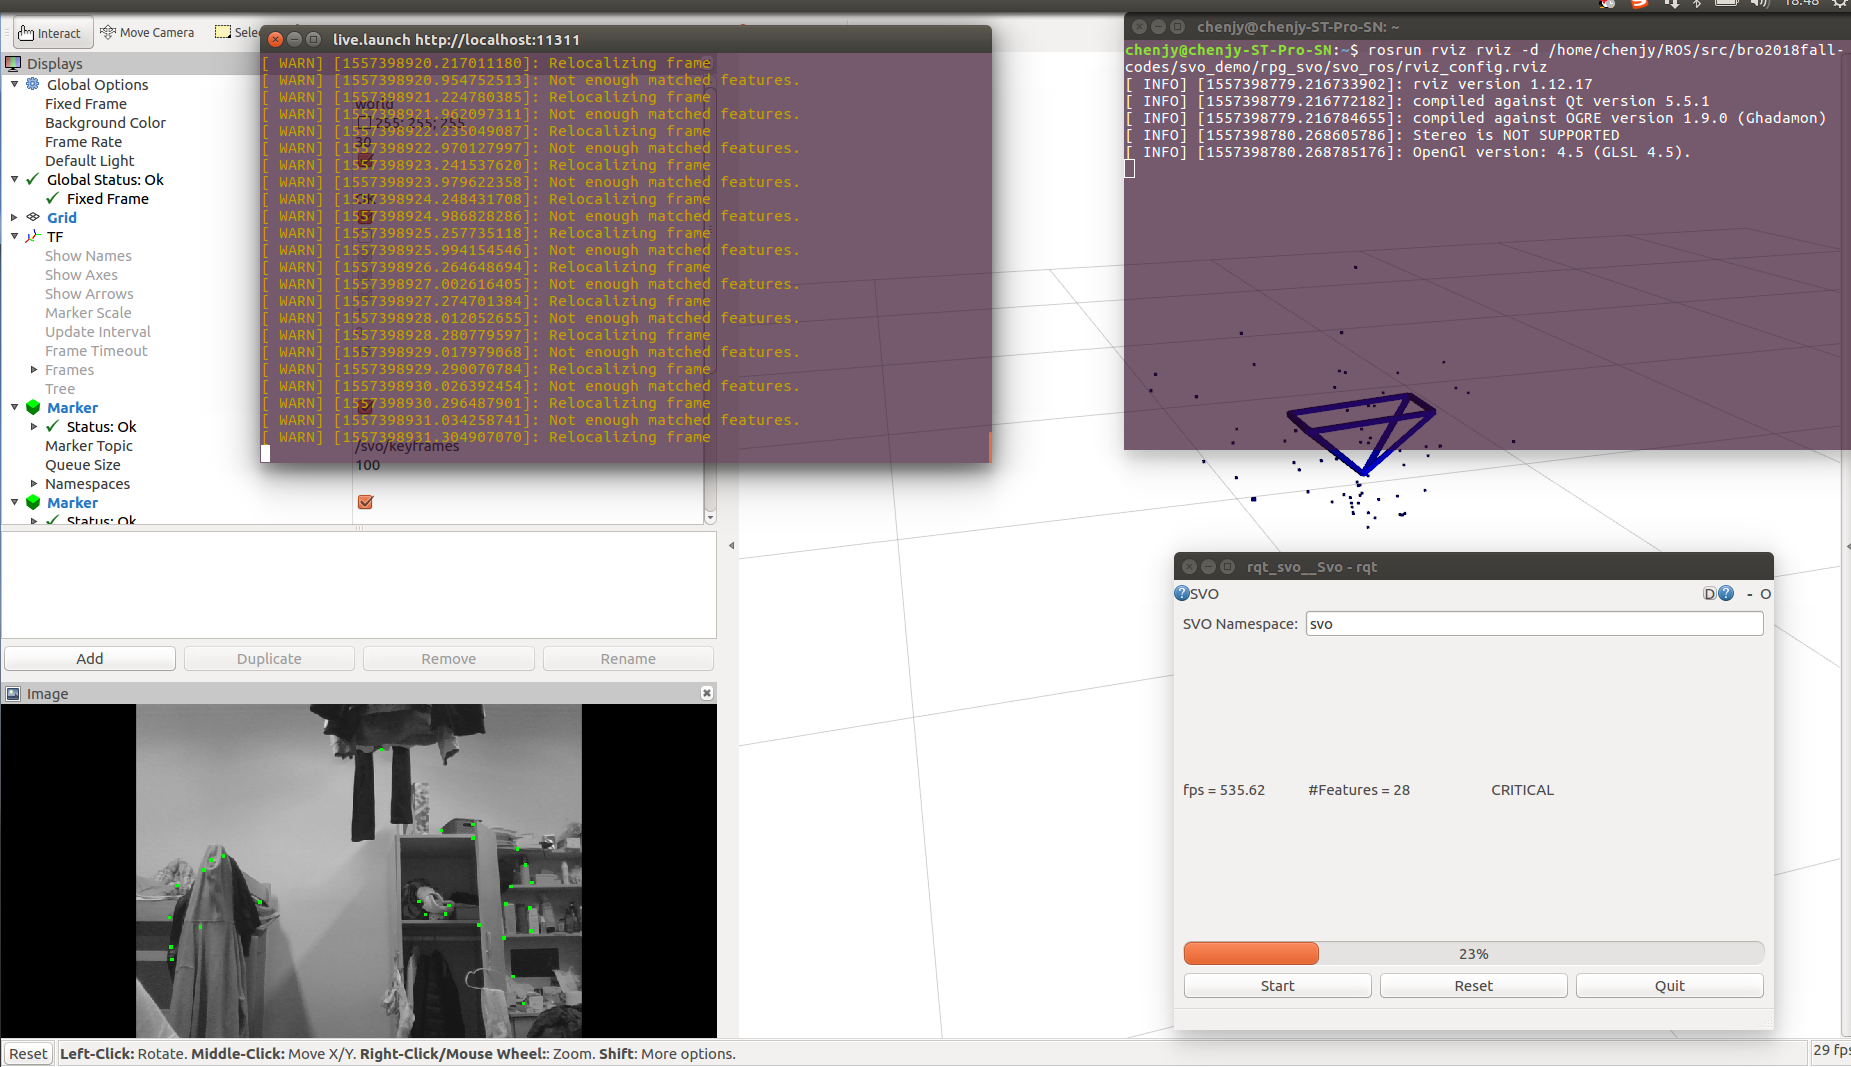 18:48
Interact
Move Camera
Selec
Displays
Global Options
Fixed Frame
world
Background Color
255; 255; 255
Frame Rate
30
Default Light
Global Status: Ok
Fixed Frame
Grid
TF
Show Names
Show Axes
Show Arrows
Marker Scale
Update Interval
Frame Timeout
Frames
Tree
Marker
Status: Ok
Marker Topic
/svo/keyframes
Queue Size
100
Namespaces
Marker
Status: Ok
Add
Duplicate
Remove
Rename
Image
live.launch http://localhost:11311
[ WARN] [1557398920.217011180]: Relocalizing frame
[ WARN] [1557398920.954752513]: Not enough matched features.
[ WARN] [1557398921.224780385]: Relocalizing frame
[ WARN] [1557398921.962097311]: Not enough matched features.
[ WARN] [1557398922.235049087]: Relocalizing frame
[ WARN] [1557398922.970127997]: Not enough matched features.
[ WARN] [1557398923.241537620]: Relocalizing frame
[ WARN] [1557398923.979622358]: Not enough matched features.
[ WARN] [1557398924.248431708]: Relocalizing frame
[ WARN] [1557398924.986828286]: Not enough matched features.
[ WARN] [1557398925.257735118]: Relocalizing frame
[ WARN] [1557398925.994154546]: Not enough matched features.
[ WARN] [1557398926.264648694]: Relocalizing frame
[ WARN] [1557398927.002616405]: Not enough matched features.
[ WARN] [1557398927.274701384]: Relocalizing frame
[ WARN] [1557398928.012052655]: Not enough matched features.
[ WARN] [1557398928.280779597]: Relocalizing frame
[ WARN] [1557398929.017979068]: Not enough matched features.
[ WARN] [1557398929.290070784]: Relocalizing frame
[ WARN] [1557398930.026392454]: Not enough matched features.
[ WARN] [1557398930.296487901]: Relocalizing frame
[ WARN] [1557398931.034258741]: Not enough matched features.
[ WARN] [1557398931.304907070]: Relocalizing frame
chenjy@chenjy-ST-Pro-SN: ~
chenjy@chenjy-ST-Pro-SN:~$ rosrun rviz rviz -d /home/chenjy/ROS/src/bro2018fall-
codes/svo_demo/rpg_svo/svo_ros/rviz_config.rviz
[ INFO] [1557398779.216733902]: rviz version 1.12.17
[ INFO] [1557398779.216772182]: compiled against Qt version 5.5.1
[ INFO] [1557398779.216784655]: compiled against OGRE version 1.9.0 (Ghadamon)
[ INFO] [1557398780.268605786]: Stereo is NOT SUPPORTED
[ INFO] [1557398780.268785176]: OpenGl version: 4.5 (GLSL 4.5).
rqt_svo__Svo - rqt
SVO
D - O
SVO Namespace: svo
fps = 535.62 #Features = 28 CRITICAL
23%
Start Reset Quit
Reset Left-Click: Rotate. Middle-Click: Move X/Y. Right-Click/Mouse Wheel:: Zoom. Shift: More options.
29 fps